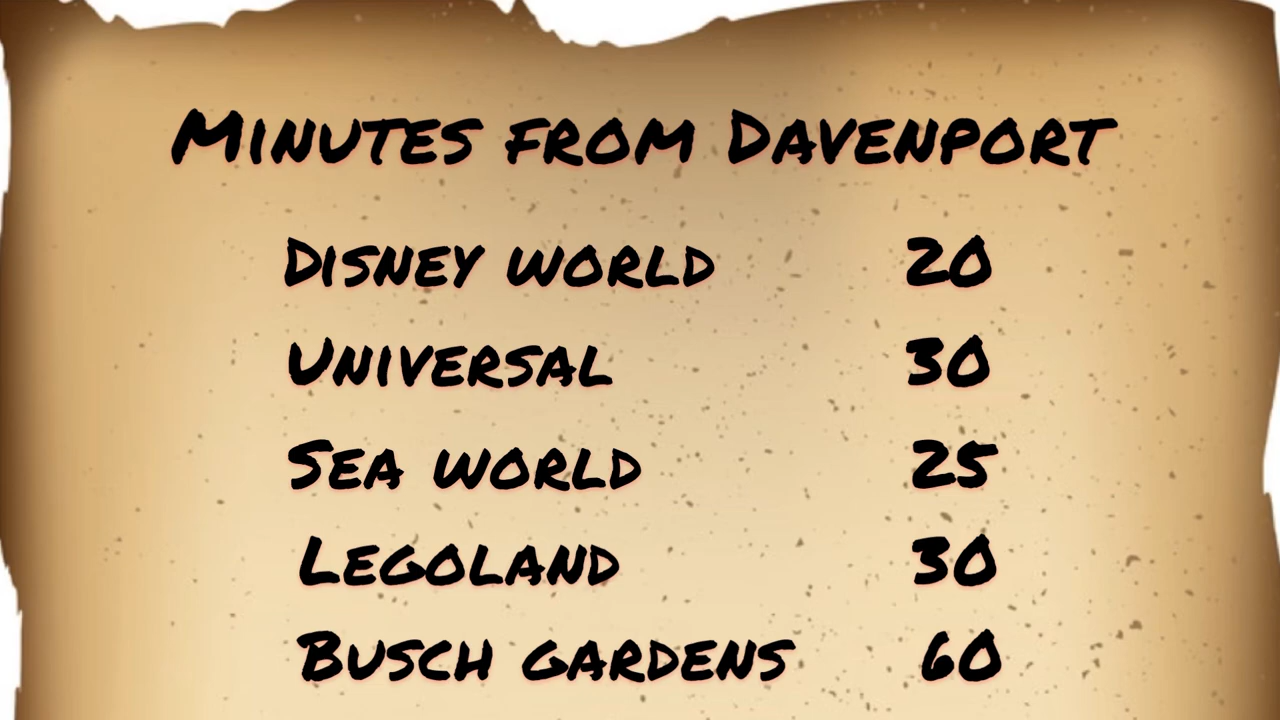 Minutes from Davenport
Disney world 20
Universal 30
Sea world 25
Legoland 30
Busch gardens 60